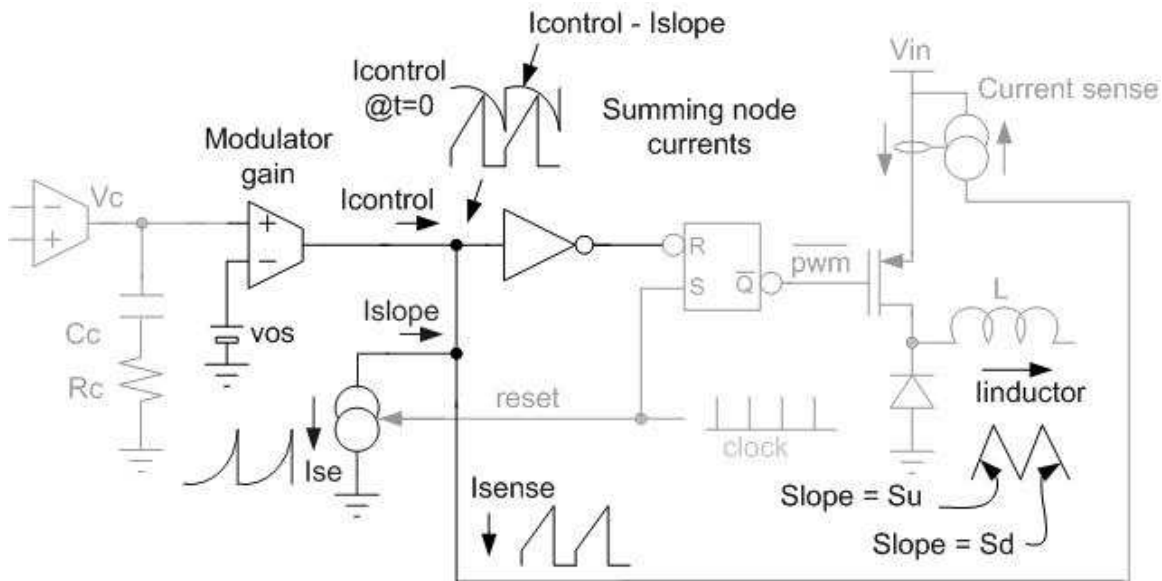 Icontrol - Islope
Icontrol
@t=0
Summing node
currents
Vin
Current sense
Modulator
gain
Vc
Icontrol
+
−
−
+
R
S
Q
pwm
L
Islope
vos
Cc
Rc
reset
clock
Iinductor
Ise
Isense
Slope = Su
Slope = Sd